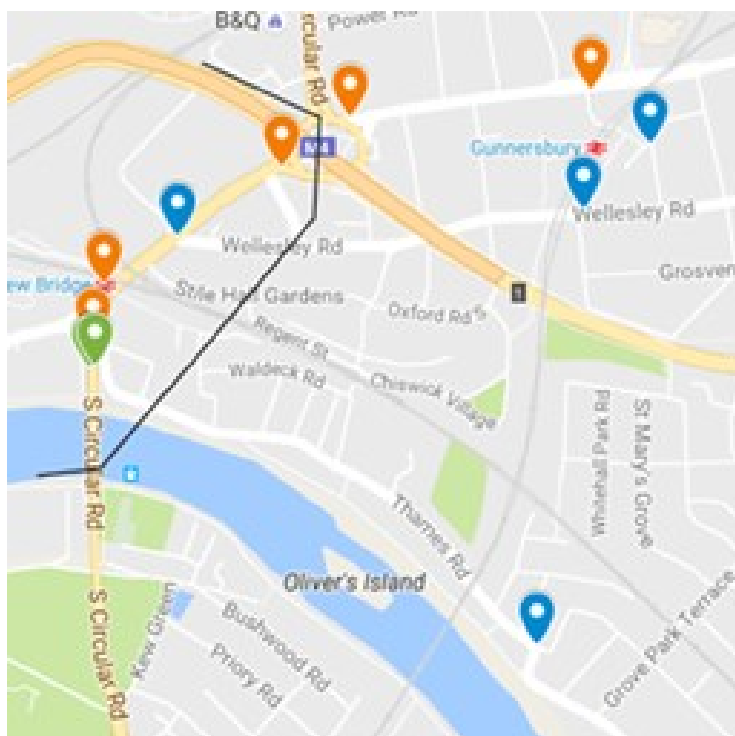 B&Q
Power Rd
rcular Rd
M4
Gunnersbury
Wellesley Rd
Wellesley Rd
Grosven
ew Bridge
Stile Hall Gardens
Oxford Rd
Regent St
Waldeck Rd
Chiswick Village
S Circular Rd
Whitehall Park Rd
St Mary's Grove
Thames Rd
Oliver's Island
Kew Green
Bushwood Rd
Priory Rd
S Circular Rd
Grove Park Terrace